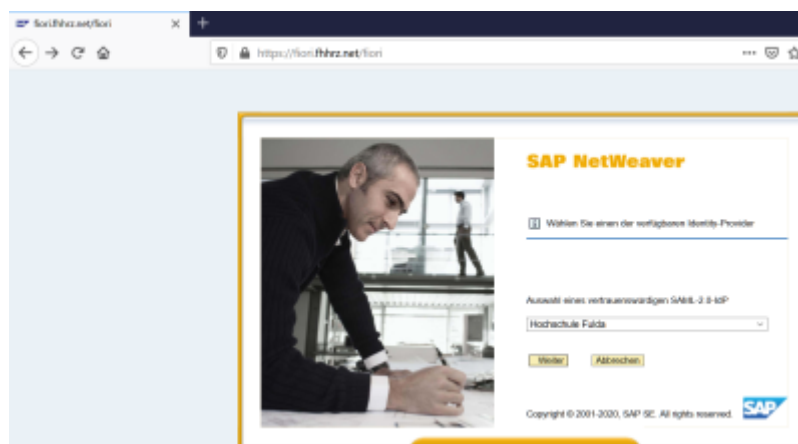 fiori.fhhrz.net/fiori
https://fiori.fhhrz.net/fiori
SAP NetWeaver
Wählen Sie einen der verfügbaren Identity-Provider
Auswahl eines vertrauenswürdigen SAML-2.0-IdP
Hochschule Fulda
Weiter Abbrechen
Copyright © 2001-2020, SAP SE. All rights reserved.
SAP